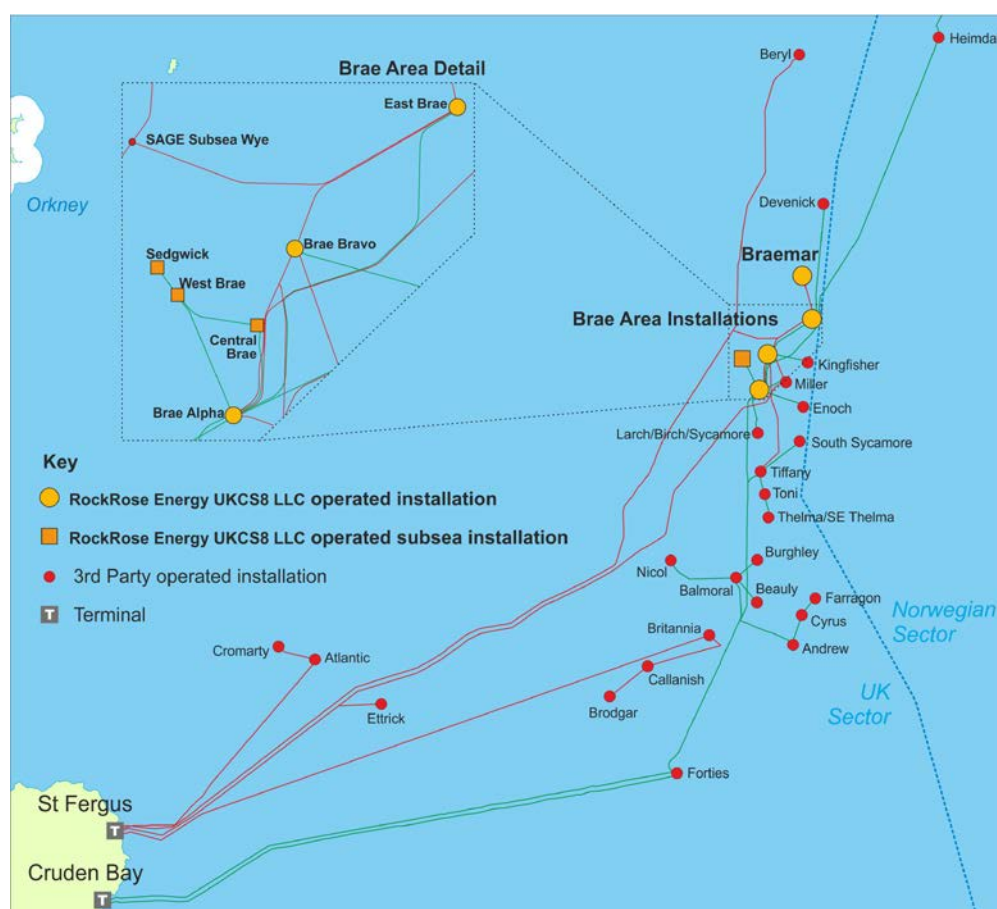 Heimda
Beryl
Brae Area Detail
East Brae
SAGE Subsea Wye
Orkney
Devenick
Brae Bravo
Braemar
Sedgwick
West Brae
Brae Area Installations
Central
Brae
Kingfisher
Miller
Brae Alpha
Enoch
Larch/Birch/Sycamore
South Sycamore
Key
Tiffany
RockRose Energy UKCS8 LLC operated installation
Toni
Thelma/SE Thelma
RockRose Energy UKCS8 LLC operated subsea installation
Burghley
3rd Party operated installation
Nicol
Balmoral
Beauly
Farragon
T Terminal
Cyrus
Norwegian
Sector
Britannia
Cromarty
Atlantic
Andrew
Callanish
UK
Sector
Ettrick
Brodgar
Forties
St Fergus
T
Cruden Bay
T